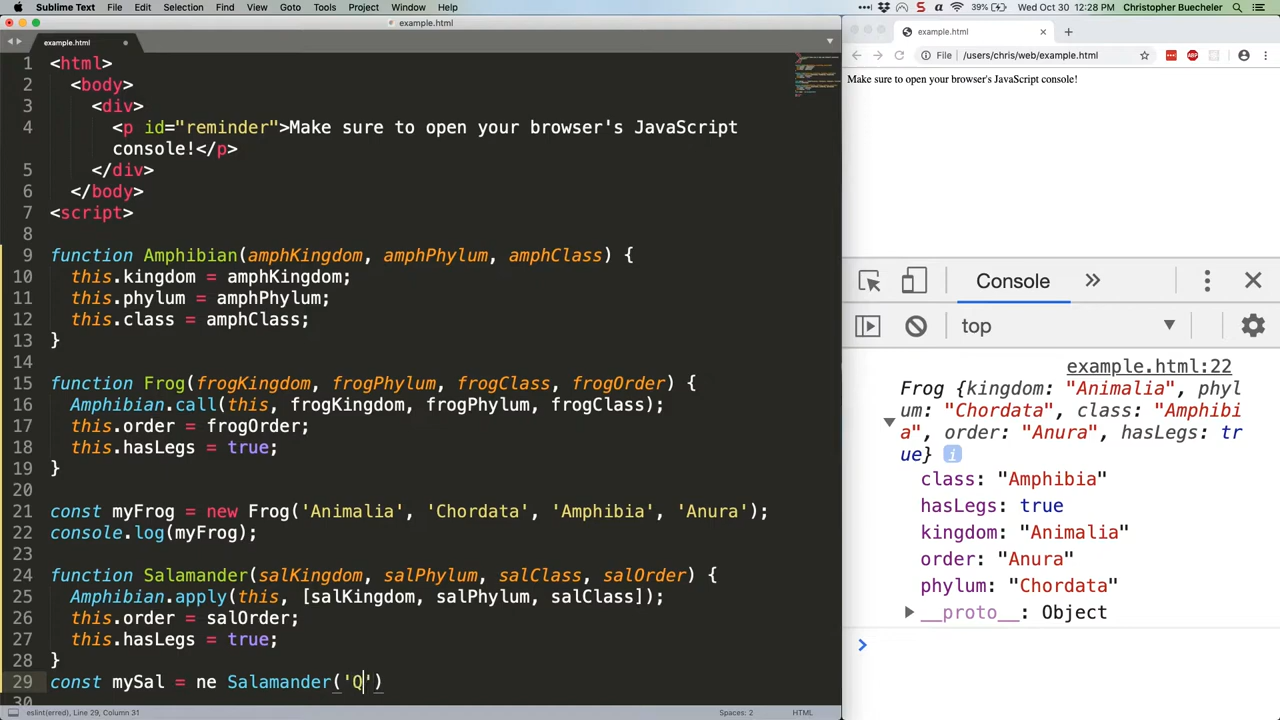 Sublime Text File Edit Selection Find View Goto Tools Project Window Help
39% Wed Oct 30 12:28 PM Christopher Buecheler
example.html
example.html
1 <html>
2 <body>
3 <div>
4 <p id="reminder">Make sure to open your browser's JavaScript
console!</p>
5 </div>
6 </body>
7 <script>
8
9 function Amphibian(amphKingdom, amphPhylum, amphClass) {
10 this.kingdom = amphKingdom;
11 this.phylum = amphPhylum;
12 this.class = amphClass;
13 }
14
15 function Frog(frogKingdom, frogPhylum, frogClass, frogOrder) {
16 Amphibian.call(this, frogKingdom, frogPhylum, frogClass);
17 this.order = frogOrder;
18 this.hasLegs = true;
19 }
20
21 const myFrog = new Frog('Animalia', 'Chordata', 'Amphibia', 'Anura');
22 console.log(myFrog);
23
24 function Salamander(salKingdom, salPhylum, salClass, salOrder) {
25 Amphibian.apply(this, [salKingdom, salPhylum, salClass]);
26 this.order = salOrder;
27 this.hasLegs = true;
28 }
29 const mySal = ne Salamander('Q')
30
eslint(erred), Line 29, Column 31 Spaces: 2 HTML
example.html
File /users/chris/web/example.html
Make sure to open your browser's JavaScript console!
Console
top
example.html:22
Frog {kingdom: "Animalia", phyl
um: "Chordata", class: "Amphibi
a", order: "Anura", hasLegs: tr
ue}
class: "Amphibia"
hasLegs: true
kingdom: "Animalia"
order: "Anura"
phylum: "Chordata"
__proto__: Object